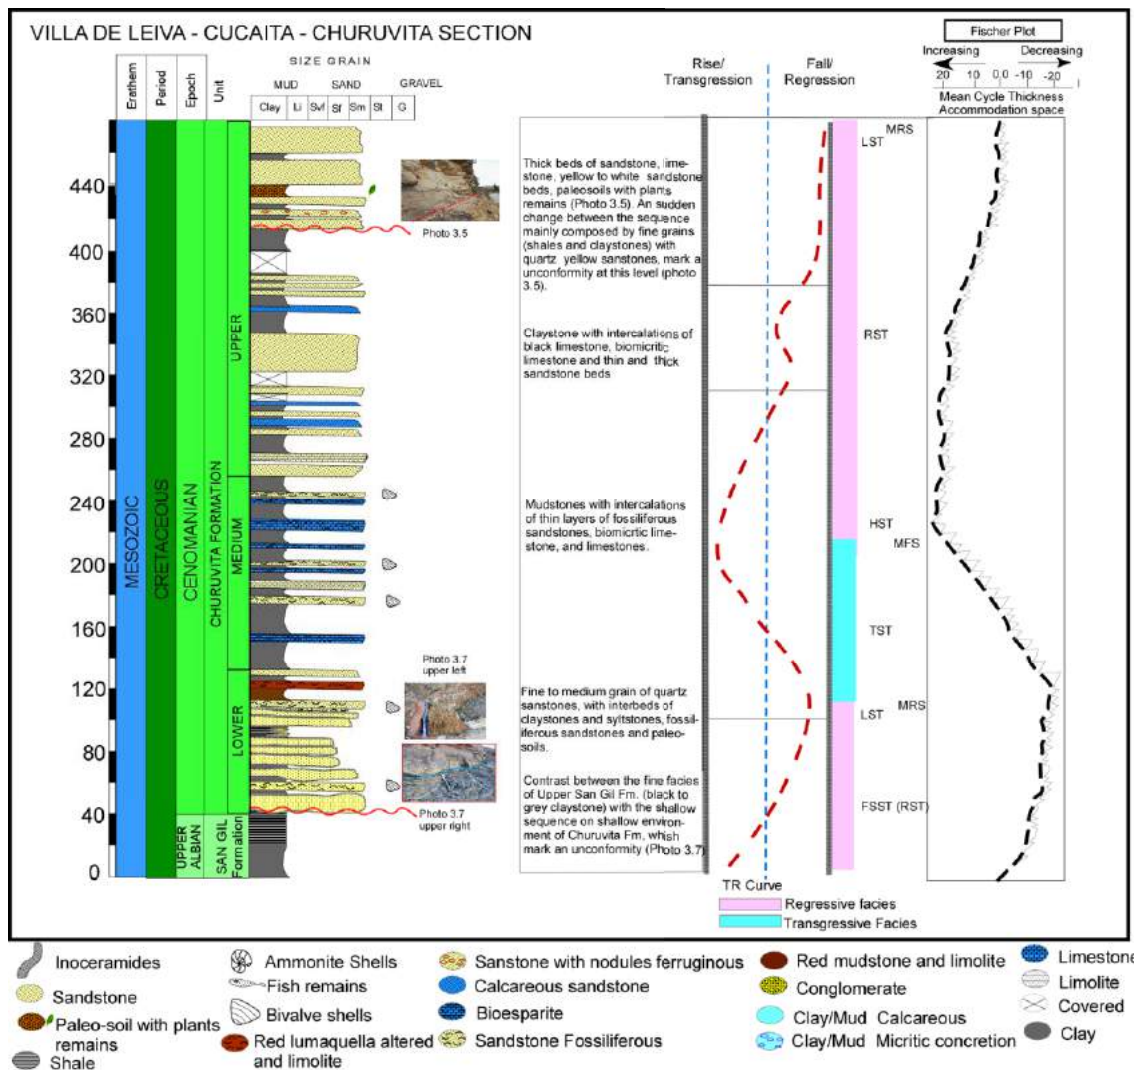 VILLA DE LEIVA - CUCAITA - CHURUVITA SECTION
Erathem
Period
Epoch
Unit
SIZE GRAIN
MUD SAND GRAVEL
Clay Li Svf Sf Sm St G
Rise/
Transgression
Fall/
Regression
Fischer Plot
Increasing Decreasing
20 10 0,0 -10 -20
Mean Cycle Thickness
Accommodation space
440
400
360
320
280
240
200
160
120
80
40
0
MESOZOIC
CRETACEOUS
CENOMANIAN
UPPER
ALBIAN
CHURUVITA FORMATION
SAN GIL
Formation
UPPER
MEDIUM
LOWER
Photo 3.5
Photo 3.7
upper left
Photo 3.7
upper right
Thick beds of sandstone, lime-
stone, yellow to white sandstone
beds, paleosoils with plants
remains (Photo 3.5). An sudden
change between the sequence
mainly composed by fine grains
(shales and claystones) with
quartz yellow sanstones, mark a
unconformity at this level (photo
3.5).
Claystone with intercalations of
black limestone, biomicritic
limestone and thin and thick
sandstone beds
Mudstones with intercalations
of thin layers of fossiliferous
sandstones, biomicrtic lime-
stone, and limestones.
Fine to medium grain of quartz
sanstones, with interbeds of
claystones and syltstones, fossil-
iferous sandstones and paleo-
soils.
Contrast between the fine facies
of Upper San Gil Fm. (black to
grey claystone) with the shallow
sequence on shallow environ-
ment of Churuvita Fm, which
mark an unconformity (Photo 3.7)
MRS
LST
RST
HST
MFS
TST
MRS
LST
FSST (RST)
TR Curve
Regressive facies
Transgressive Facies
Inoceramides
Sandstone
Paleo-soil with plants
remains
Shale
Ammonite Shells
Fish remains
Bivalve shells
Red lumaquella altered
and limolite
Sanstone with nodules ferruginous
Calcareous sandstone
Bioesparite
Sandstone Fossiliferous
Red mudstone and limolite
Conglomerate
Clay/Mud Calcareous
Clay/Mud Micritic concretion
Limestone
Limolite
Covered
Clay